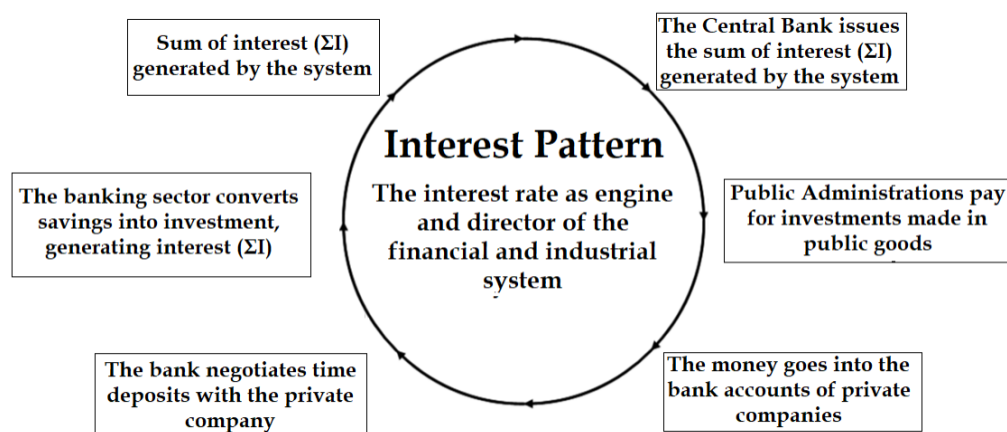 Sum of interest (ΣI)
generated by the system
The Central Bank issues
the sum of interest (ΣI)
generated by the system
Interest Pattern
The interest rate as engine
and director of the
financial and industrial
system
The banking sector converts
savings into investment,
generating interest (ΣI)
Public Administrations pay
for investments made in
public goods
The bank negotiates time
deposits with the private
company
The money goes into the
bank accounts of private
companies